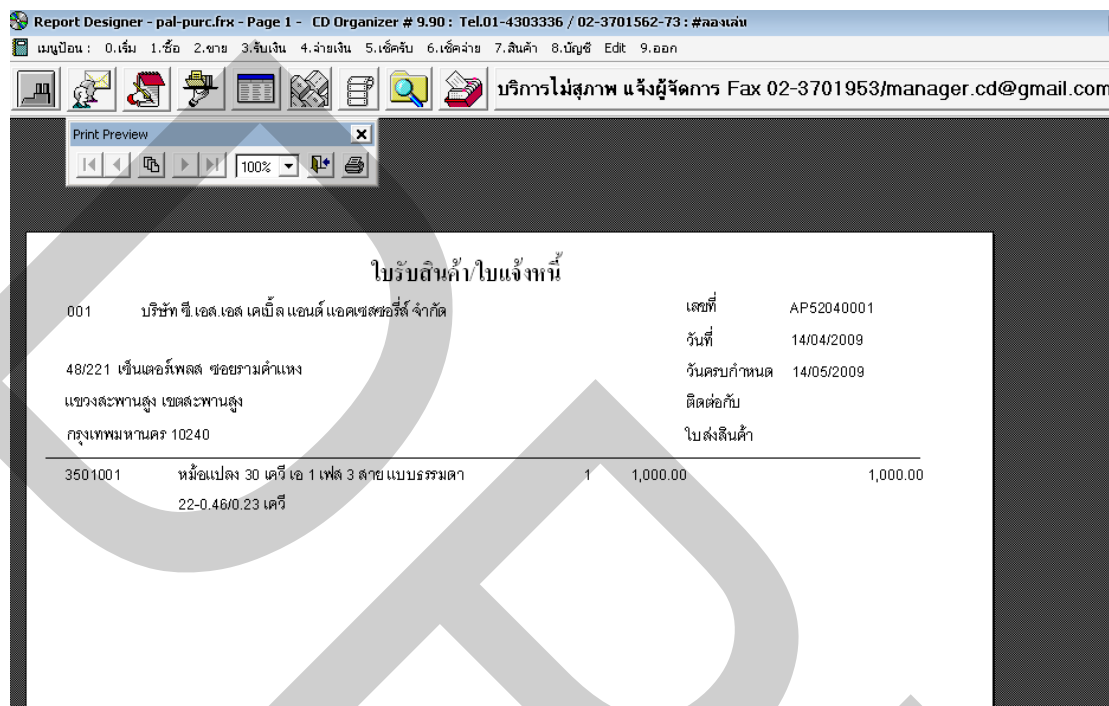 Report Designer - pal-purc.frx - Page 1 - CD Organizer # 9.90 : Tel.01-4303336 / 02-3701562-73 : #ลองเล่น
เมนูป้อน : 0.เริ่ม 1.ซื้อ 2.ขาย 3.รับเงิน 4.จ่ายเงิน 5.เช็ครับ 6.เช็คจ่าย 7.สินค้า 8.บัญชี Edit 9.ออก
บริการไม่สุภาพ แจ้งผู้จัดการ Fax 02-3701953/manager.cd@gmail.com
Print Preview
100%
ใบรับสินค้า/ใบแจ้งหนี้
001 บริษัท ซี.เอส.เอส เคเบิ้ล แอนด์ แอคเซสซอรี่ส์ จำกัด เลขที่ AP52040001
วันที่ 14/04/2009
48/221 เซ็นเตอร์เพลส ซอยรามคำแหง วันครบกำหนด 14/05/2009
แขวงสะพานสูง เขตสะพานสูง ติดต่อกับ
กรุงเทพมหานคร 10240 ใบส่งสินค้า
3501001 หม้อแปลง 30 เควี เอ 1 เฟส 3 สาย แบบธรรมดา 1 1,000.00 1,000.00
22-0.46/0.23 เควี